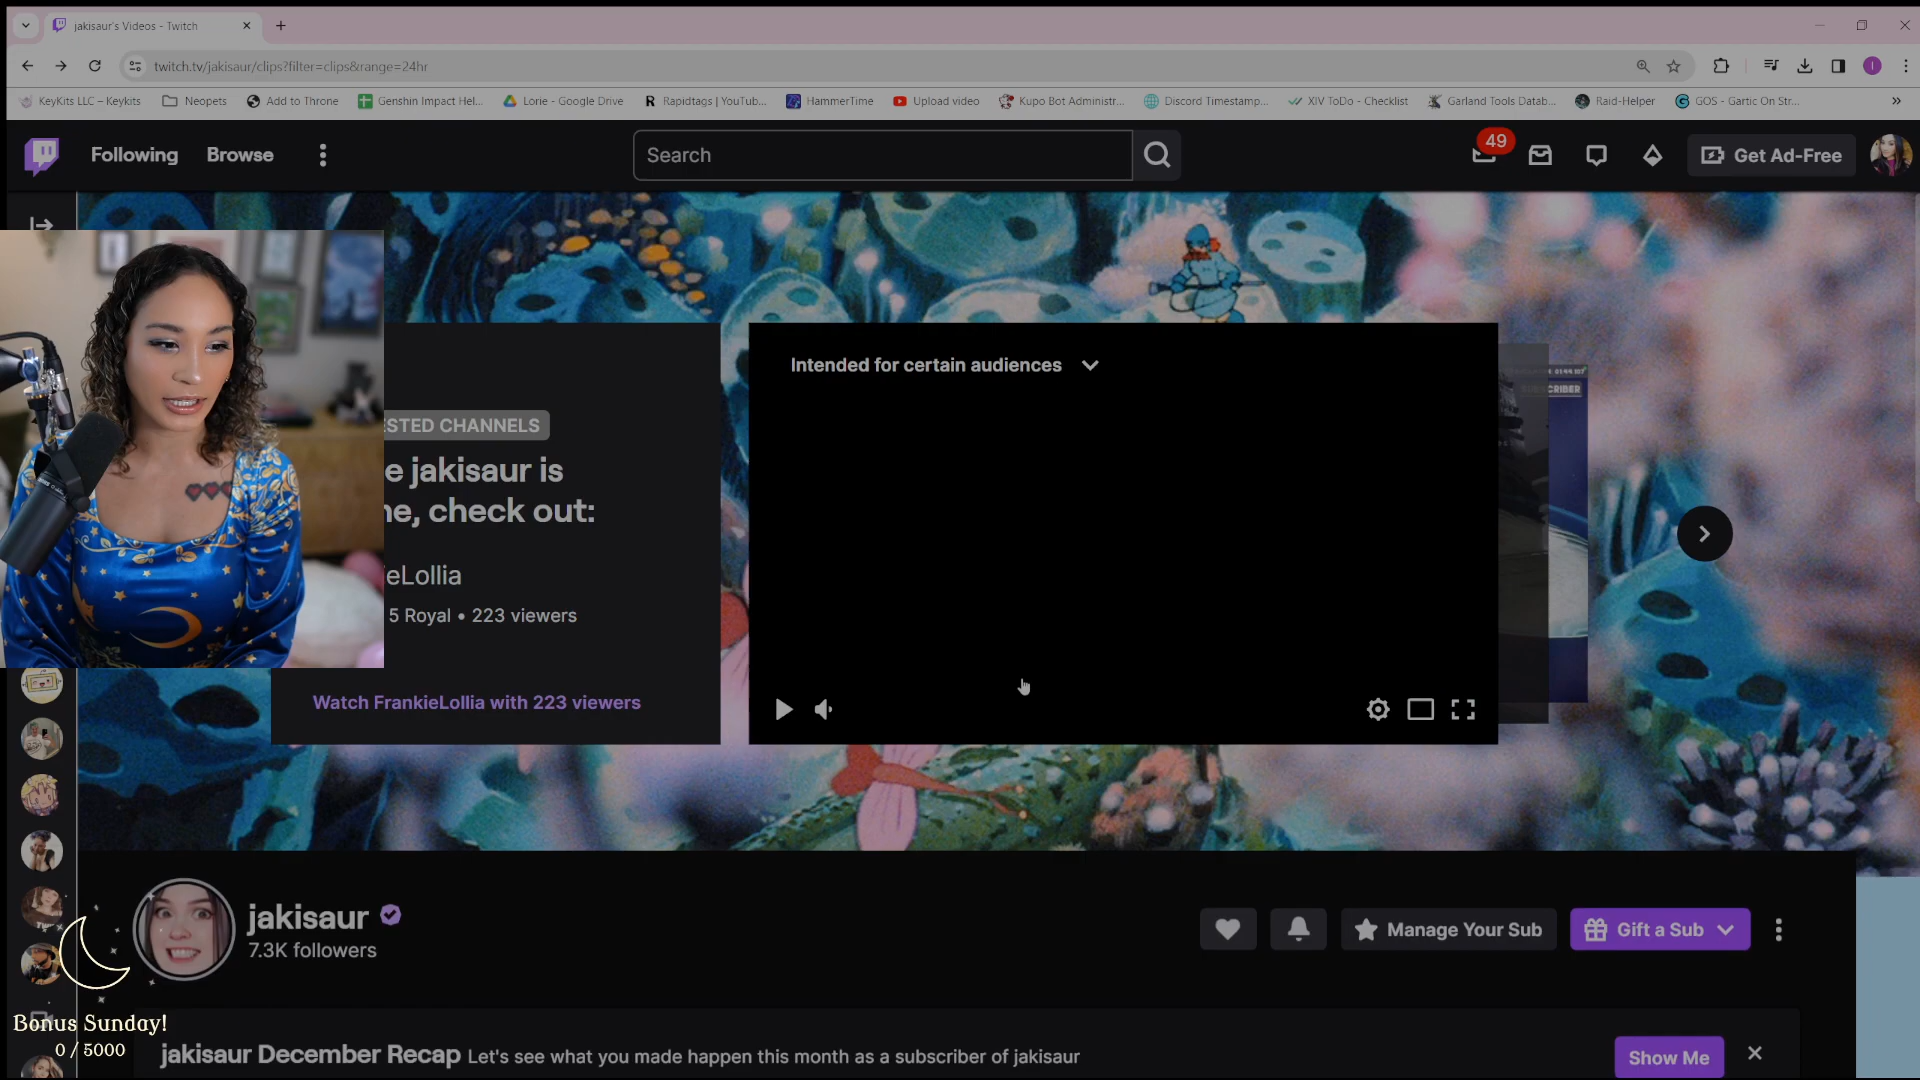 jakisaur's Videos - Twitch
twitch.tv/jakisaur/clips?filter=clips&range=24hr
KeyKits LLC – Keykits
Neopets
Add to Throne
Genshin Impact Hel...
Lorie - Google Drive
Rapidtags | YouTub...
HammerTime
Upload video
Kupo Bot Administr...
Discord Timestamp...
XIV ToDo - Checklist
Garland Tools Datab...
Raid-Helper
GOS - Gartic On Str...
Following
Browse
Search
49
Get Ad-Free
Intended for certain audiences
SCRIBER
ESTED CHANNELS
e jakisaur is
ne, check out:
ieLollia
5 Royal • 223 viewers
Watch FrankieLollia with 223 viewers
jakisaur
7.3K followers
Manage Your Sub
Gift a Sub
Bonus Sunday!
0 / 5000
jakisaur December Recap Let's see what you made happen this month as a subscriber of jakisaur
Show Me